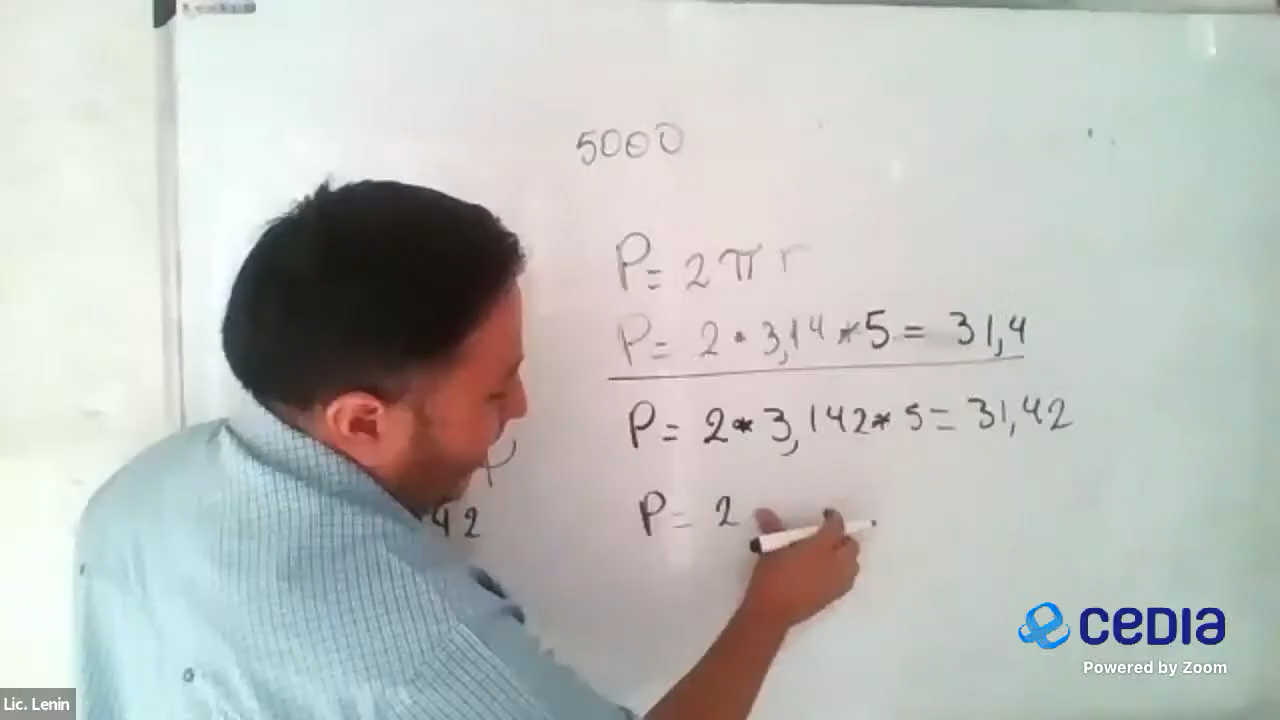 5000
P= 2πr
P= 2 • 3,14 * 5 = 31,4
P= 2 * 3,142 * 5 = 31,42
42
P= 2
CEDIA
Powered by Zoom
Lic. Lenin